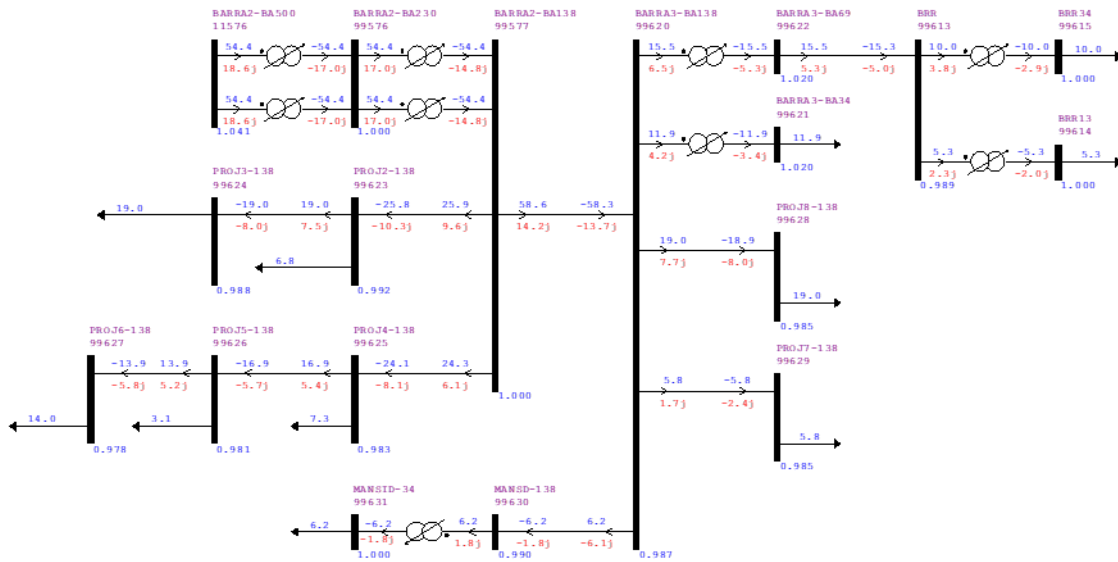 BARRA2-BA500 BARRA2-BA230 BARRA2-BA138 BARRA3-BA138 BARRA3-BA69 BRR BRR34
11576 99576 99577 99620 99622 99613 99615
54.4 -54.4 54.4 -54.4 15.5 -15.5 15.5 -15.3 10.0 -10.0 10.0
18.6j -17.0j 17.0j -14.8j 6.5j -5.3j 5.3j -5.0j 3.8j -2.9j
1.020 1.000
54.4 -54.4 54.4 -54.4 BARRA3-BA34 BRR13
18.6j -17.0j 17.0j -14.8j 99621 99614
1.041 1.000
11.9 -11.9 11.9 5.3 -5.3 5.3
4.2j -3.4j 2.3j -2.0j
1.020 0.989 1.000
PROJ3-138 PROJ2-138
99624 99623
19.0 -19.0 19.0 -25.8 25.9 58.6 -58.3 PROJ8-138
-8.0j 7.5j -10.3j 9.6j 14.2j -13.7j 99628
19.0 -18.9
7.7j -8.0j
6.8
0.988 0.992 19.0
0.985
PROJ6-138 PROJ5-138 PROJ4-138 PROJ7-138
99627 99626 99625 99629
-13.9 13.9 -16.9 16.9 -24.1 24.3
-5.8j 5.2j -5.7j 5.4j -8.1j 6.1j
5.8 -5.8
1.7j -2.4j
1.000
14.0 3.1 7.3
0.978 0.981 0.983 5.8
0.985
MANSID-34 MANSD-138
99631 99630
6.2 -6.2 6.2 -6.2 6.2
-1.8j 1.8j -1.8j -6.1j
1.000 0.990 0.987